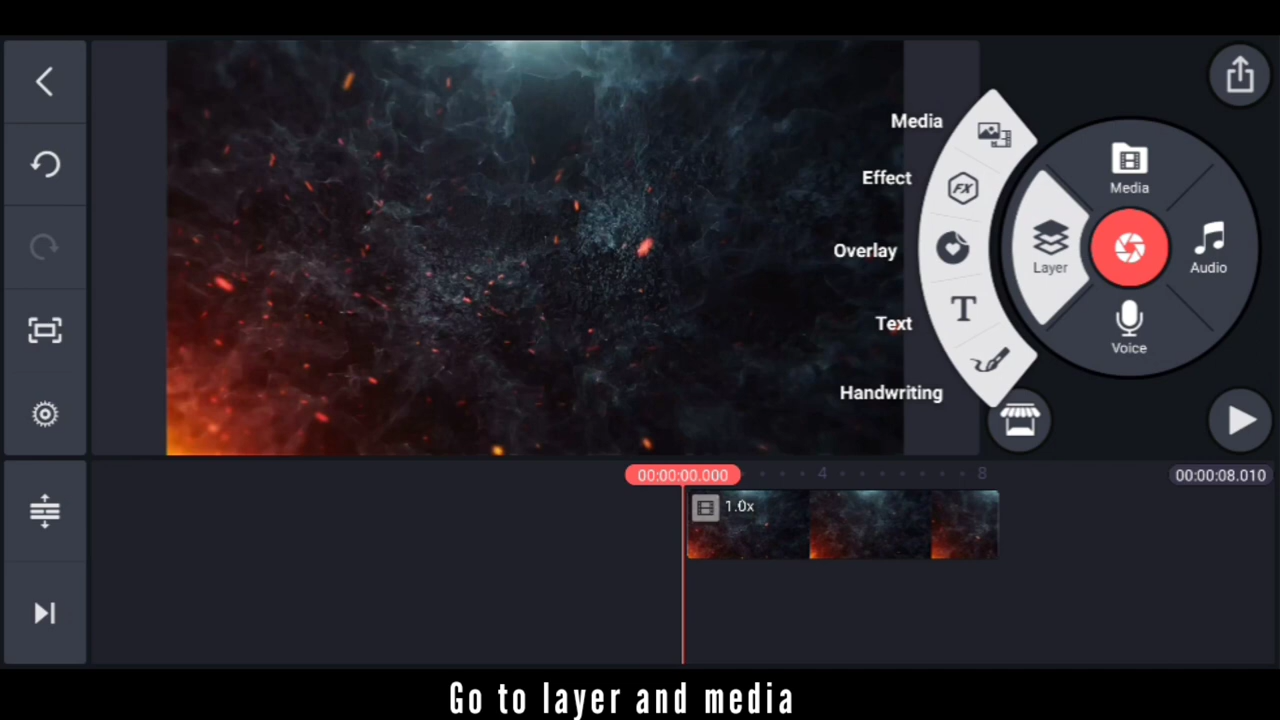 Media
Effect
Overlay
Text
Handwriting
FX
T
Media
Layer
Audio
Voice
00:00:00.000
4
8
00:00:08.010
1.0x
Go to layer and media